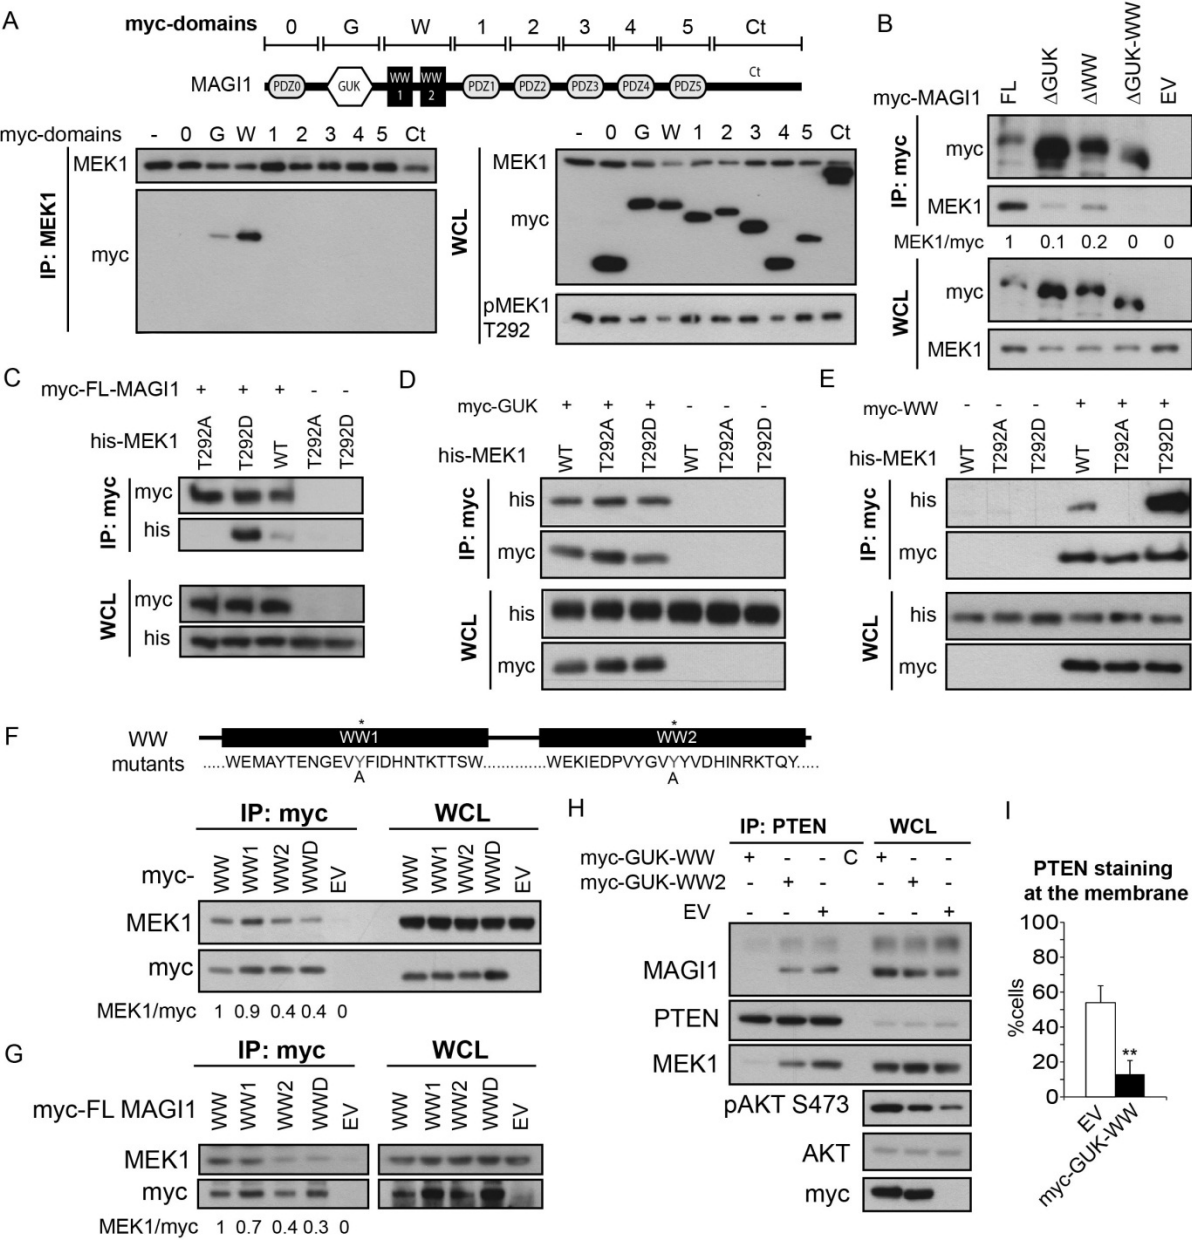 A
myc-domains 0 G W 1 2 3 4 5 Ct
MAGI1 PDZ0 GUK WW 1 WW 2 PDZ1 PDZ2 PDZ3 PDZ4 PDZ5 Ct
myc-domains - 0 G W 1 2 3 4 5 Ct
IP: MEK1
MEK1
myc
- 0 G W 1 2 3 4 5 Ct
WCL
MEK1
myc
pMEK1
T292
B
myc-MAGI1 FL ΔGUK ΔWW ΔGUK-WW EV
IP: myc
myc
MEK1
MEK1/myc 1 0.1 0.2 0 0
WCL
myc
MEK1
C
myc-FL-MAGI1 + + + - -
his-MEK1 T292A T292D WT T292A T292D
IP: myc
myc
his
WCL
myc
his
D
myc-GUK + + + - - -
his-MEK1 WT T292A T292D WT T292A T292D
IP: myc
his
myc
WCL
his
myc
E
myc-WW - - - + + +
his-MEK1 WT T292A T292D WT T292A T292D
IP: myc
his
myc
WCL
his
myc
F
* *
WW WW1 WW2
mutants .....WEMAYTENGEVYFIDHNTKTTSW.............WEKIEDPVYGVYYVDHINRKTQY.....
A A
IP: myc WCL
myc- WW WW1 WW2 WWD EV WW WW1 WW2 WWD EV
MEK1
myc
MEK1/myc 1 0.9 0.4 0.4 0
G
IP: myc WCL
myc-FL MAGI1 WW WW1 WW2 WWD EV WW WW1 WW2 WWD EV
MEK1
myc
MEK1/myc 1 0.7 0.4 0.3 0
H
IP: PTEN WCL
myc-GUK-WW + - - C + - -
myc-GUK-WW2 - + - - + -
EV - - + - - +
MAGI1
PTEN
MEK1
pAKT S473
AKT
myc
I
PTEN staining
at the membrane
%cells
100
80
60
40
20
0
**
EV
myc-GUK-WW